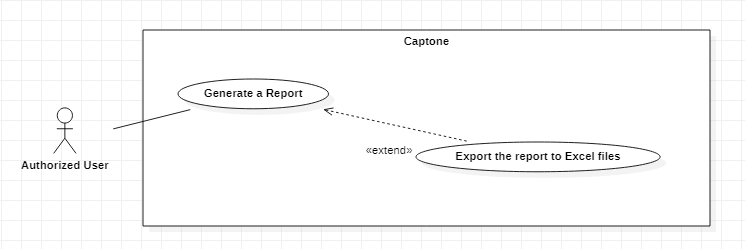 Captone
Generate a Report
«extend»
Export the report to Excel files
Authorized User